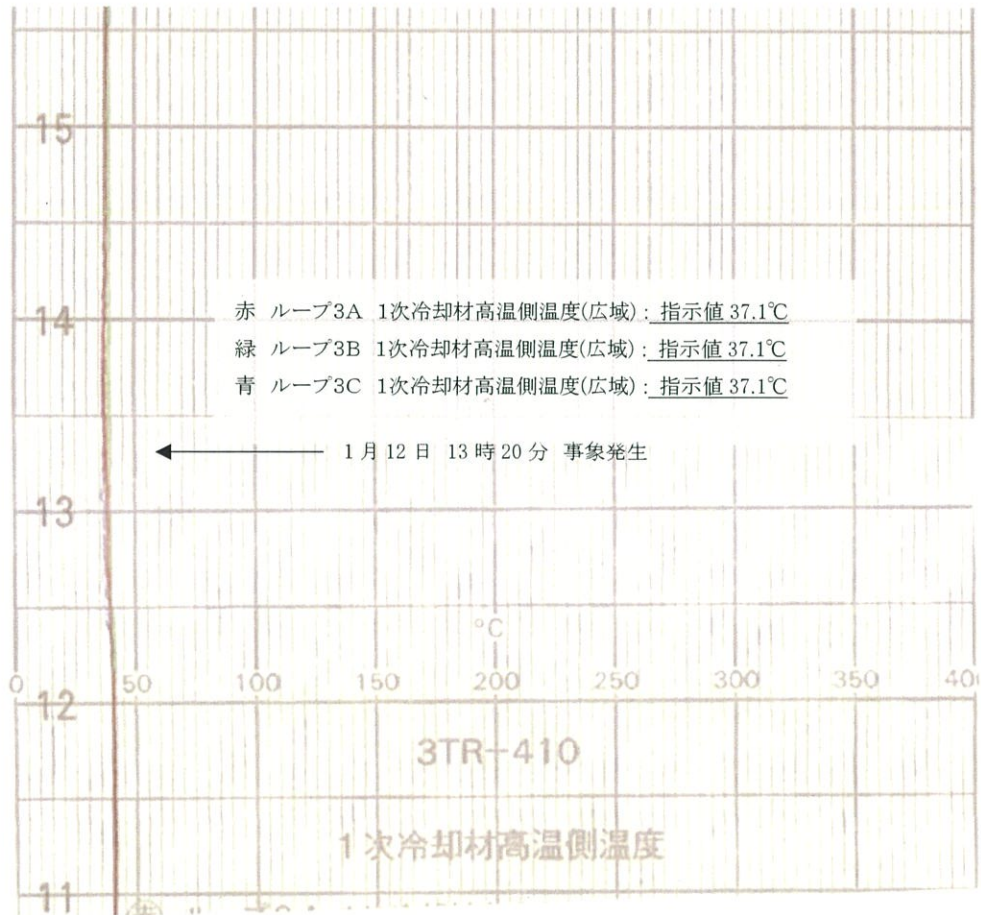 15
14
赤 ループ3A 1次冷却材高温側温度(広域) : 指示値 37.1℃
緑 ループ3B 1次冷却材高温側温度(広域) : 指示値 37.1℃
青 ループ3C 1次冷却材高温側温度(広域) : 指示値 37.1℃
1月12日 13時20分 事象発生
13
℃
0 50 100 150 200 250 300 350
12
3TR-410
1次冷却材高温側温度
11